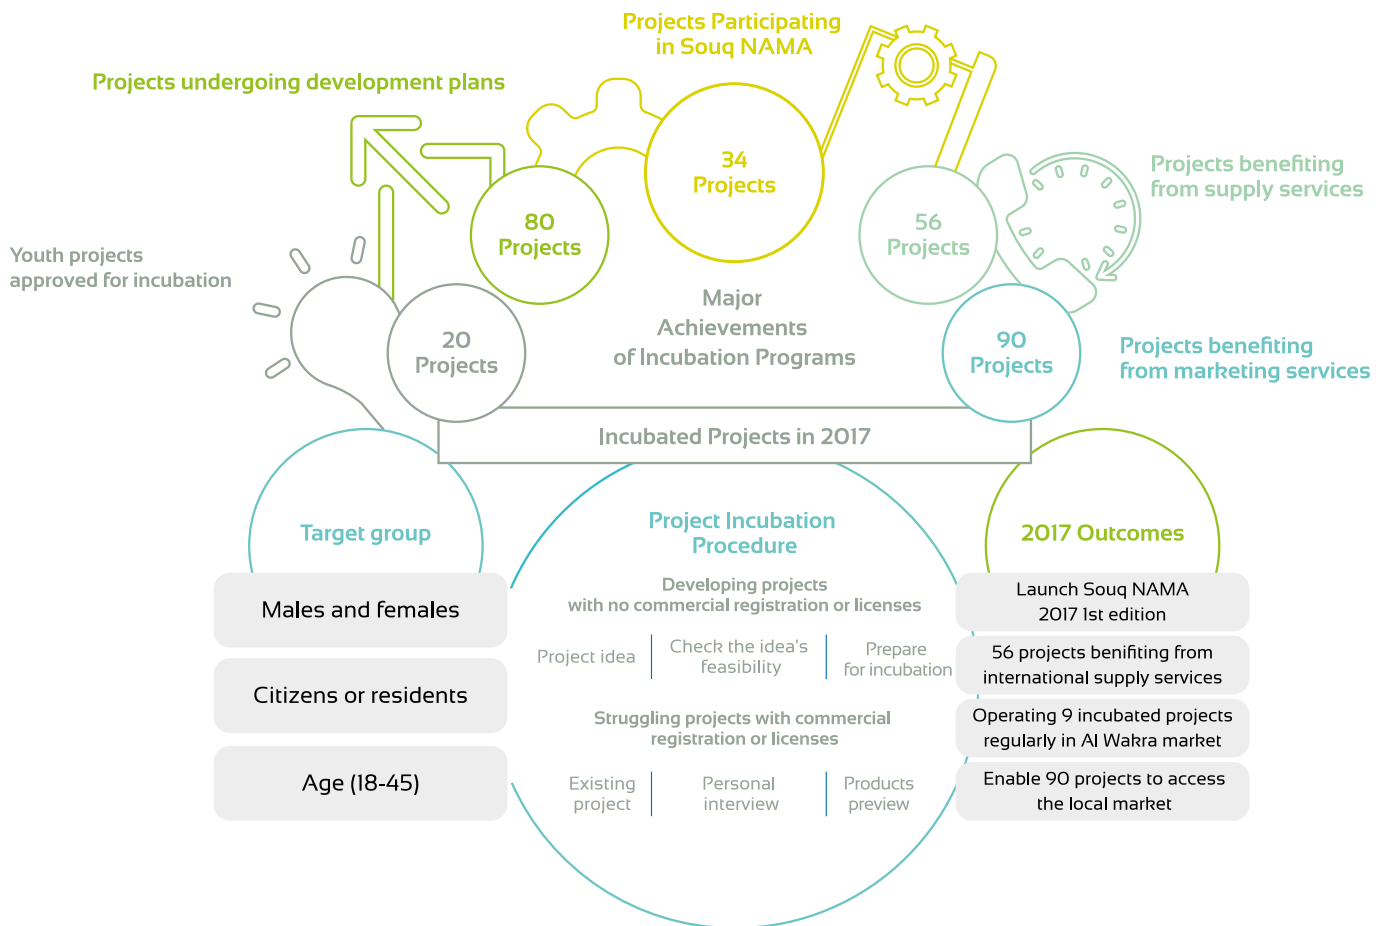 Projects Participating
in Souq NAMA
Projects undergoing development plans
34
Projects
Projects benefiting
from supply services
80
Projects
56
Projects
Youth projects
approved for incubation
Major
Achievements
of Incubation Programs
20
Projects
90
Projects
Projects benefiting
from marketing services
Incubated Projects in 2017
Target group
Males and females
Citizens or residents
Age (18-45)
Project Incubation
Procedure
Developing projects
with no commercial registration or licenses
Project idea
Check the idea's
feasibility
Prepare
for incubation
Struggling projects with commercial
registration or licenses
Existing
project
Personal
interview
Products
preview
2017 Outcomes
Launch Souq NAMA
2017 1st edition
56 projects benifiting from
international supply services
Operating 9 incubated projects
regularly in Al Wakra market
Enable 90 projects to access
the local market